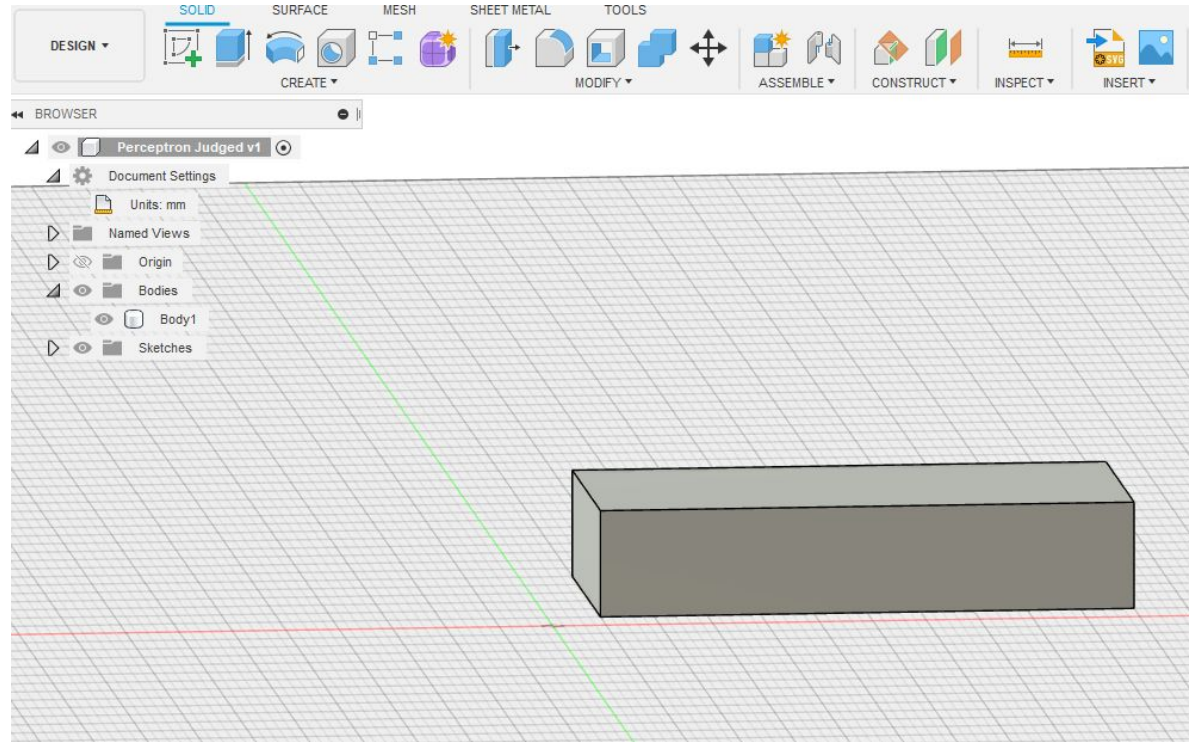 SOLID SURFACE MESH SHEET METAL TOOLS
DESIGN ▾
CREATE ▾ MODIFY ▾ ASSEMBLE ▾ CONSTRUCT ▾ INSPECT ▾ INSERT ▾
SVG
BROWSER
Perceptron Judged v1
Document Settings
Units: mm
Named Views
Origin
Bodies
Body1
Sketches